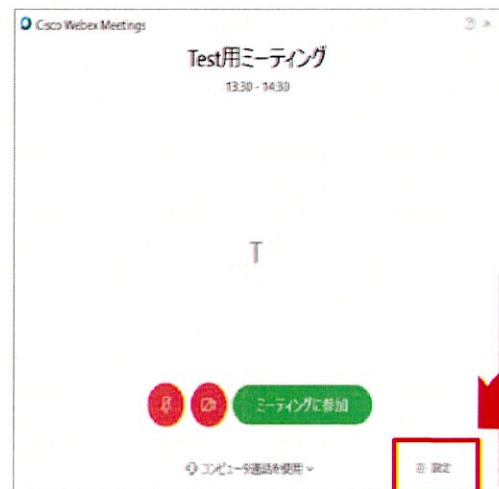 Cisco Webex Meetings
Test用ミーティング
13:30 - 14:30
T
ミーティングに参加
コンピュータ通話を使用
設定